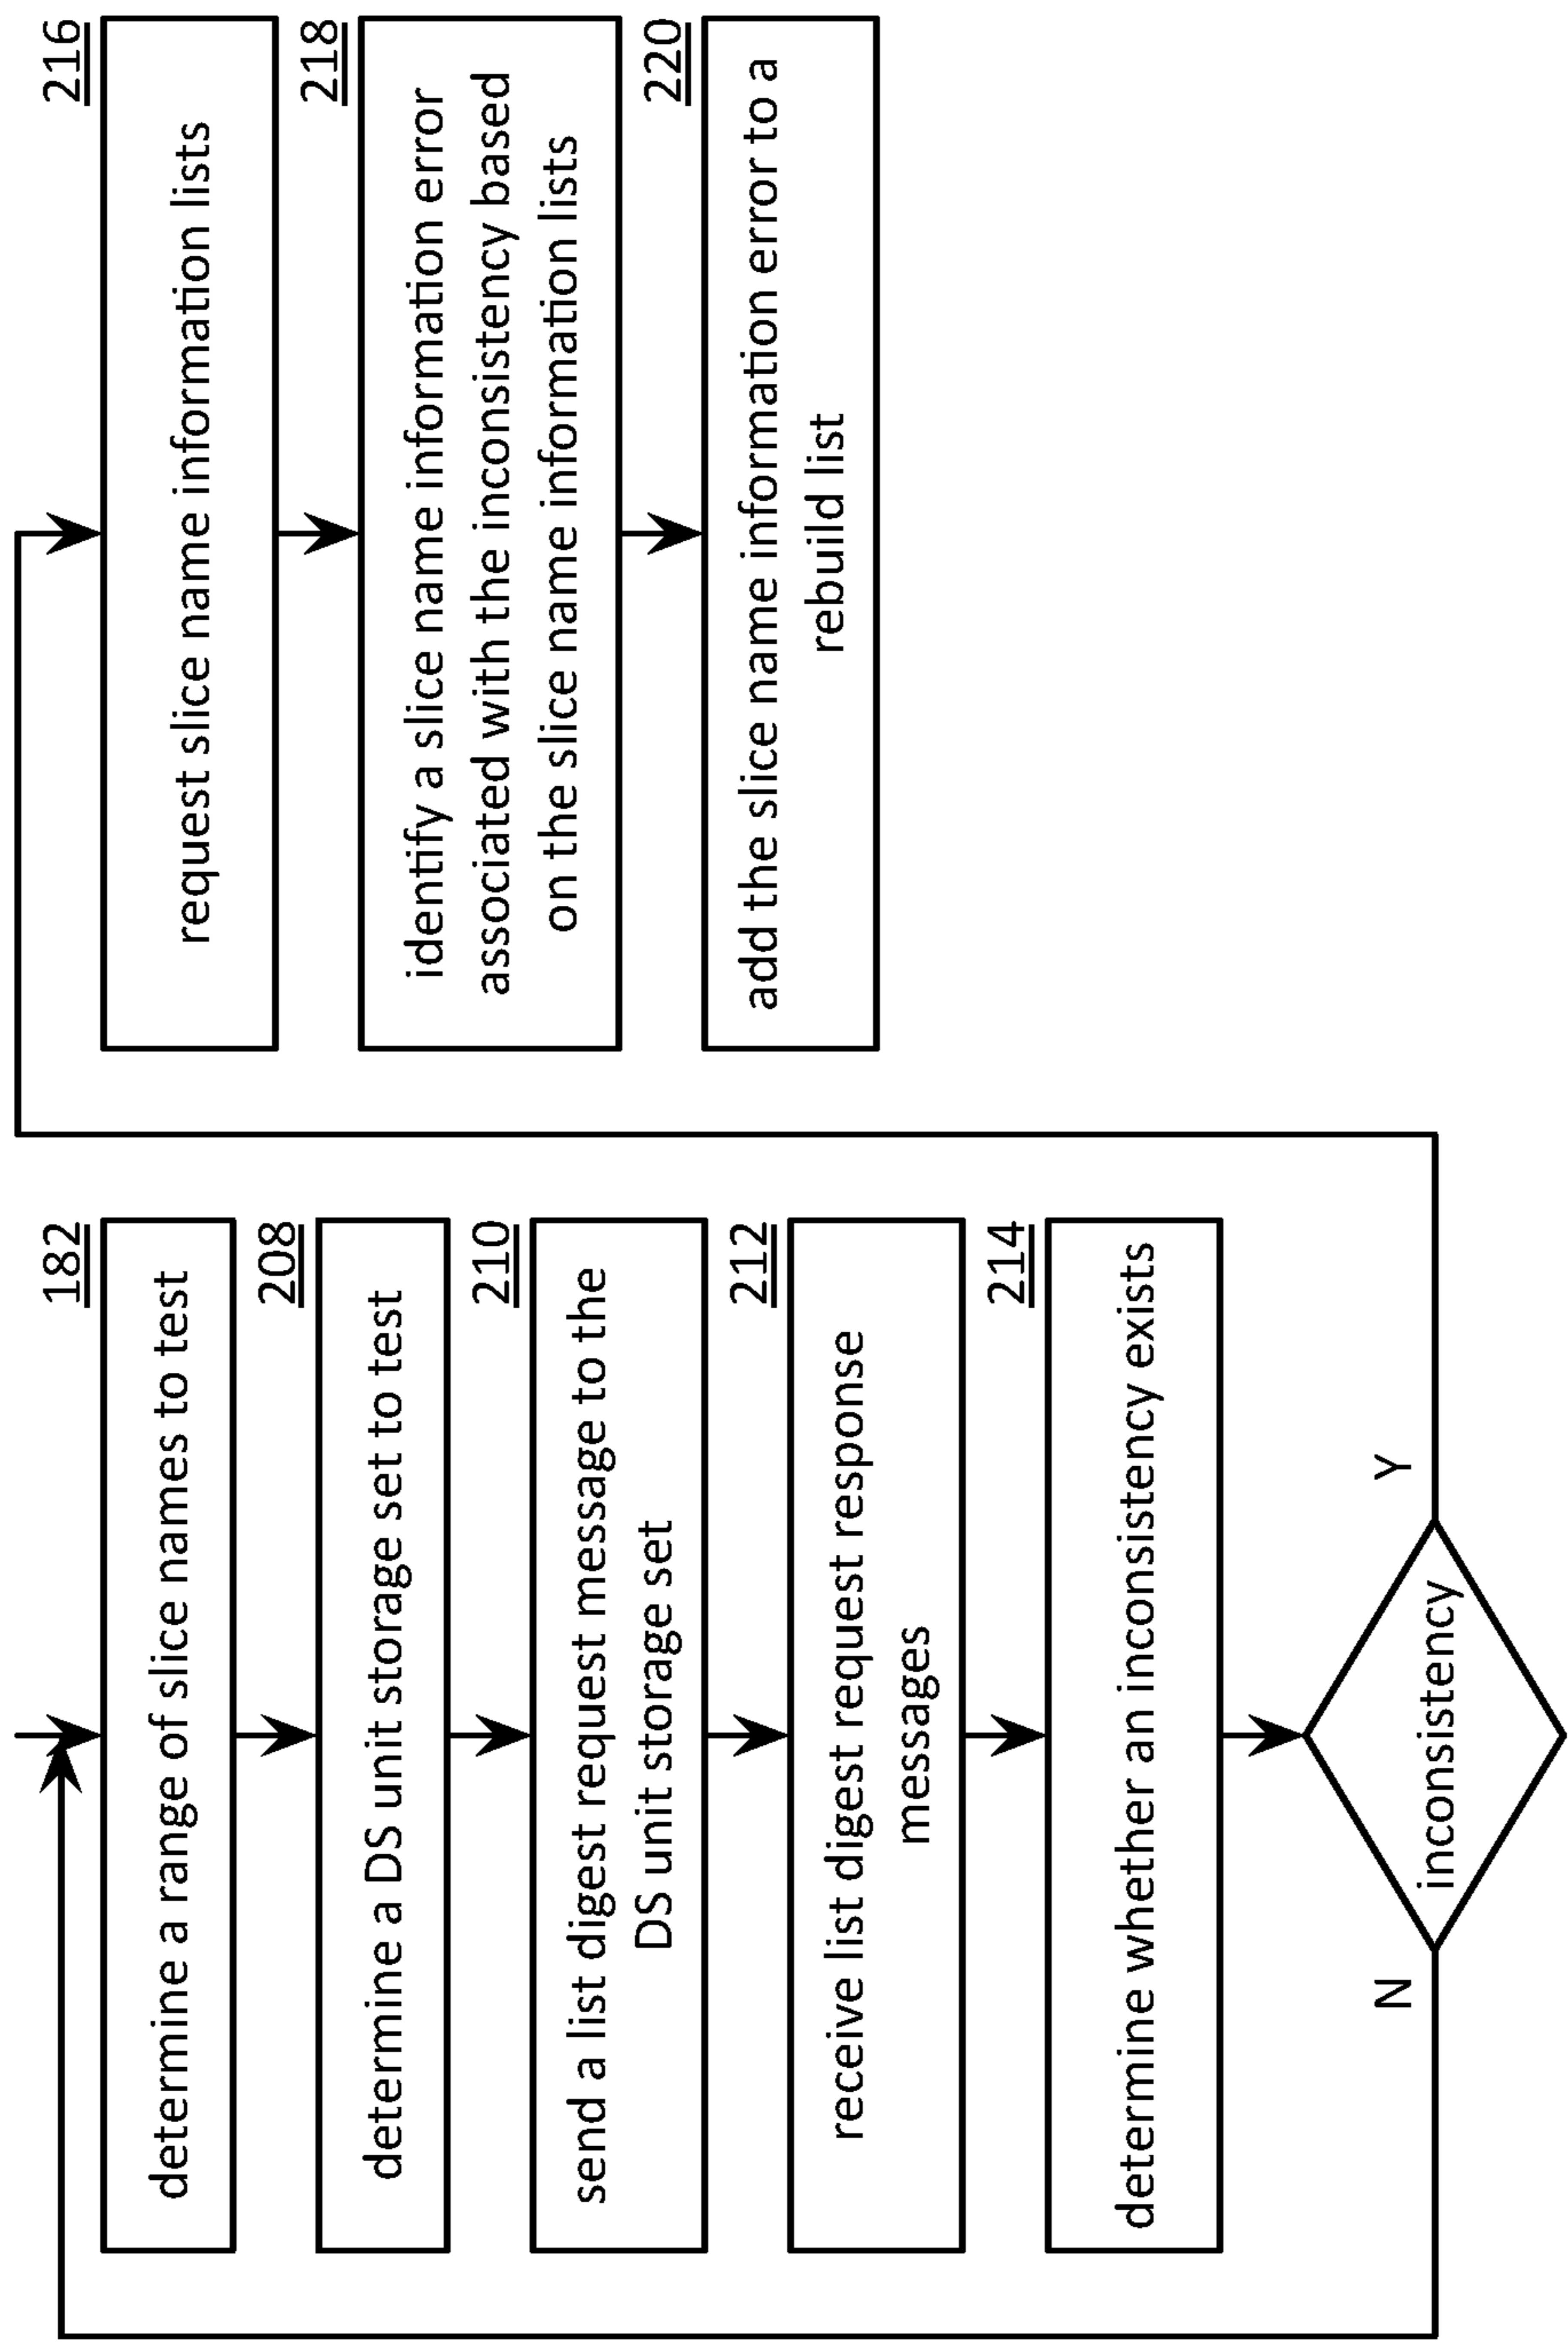 182
determine a range of slice names to test
208
determine a DS unit storage set to test
210
send a list digest request message to the
DS unit storage set
212
receive list digest request response
messages
214
determine whether an inconsistency exists
N
inconsistency
Y
216
request slice name information lists
218
identify a slice name information error
associated with the inconsistency based
on the slice name information lists
220
add the slice name information error to a
rebuild list